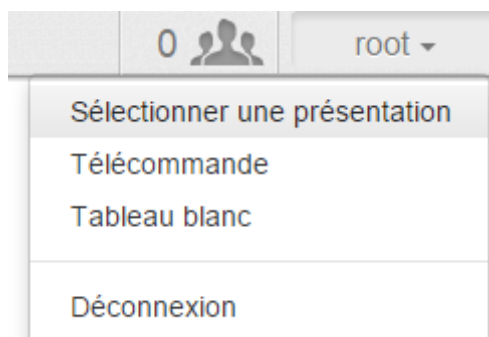 0 root
Sélectionner une présentation
Télécommande
Tableau blanc
Déconnexion